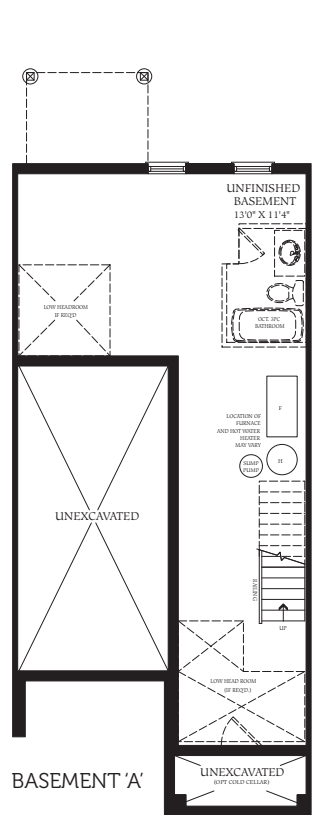 UNFINISHED
BASEMENT
13'0" X 11'4"
LOW HEADROOM
IF REQ'D
OCT. 3PC
BATHROOM
LOCATION OF
FURNACE
AND HOT WATER
HEATER
MAY VARY
F
SUMP
PUMP
H
UNEXCAVATED
RAILING
UP
LOW HEAD ROOM
(IF REQ'D.)
UNEXCAVATED
(OPT COLD CELLAR)
BASEMENT 'A'